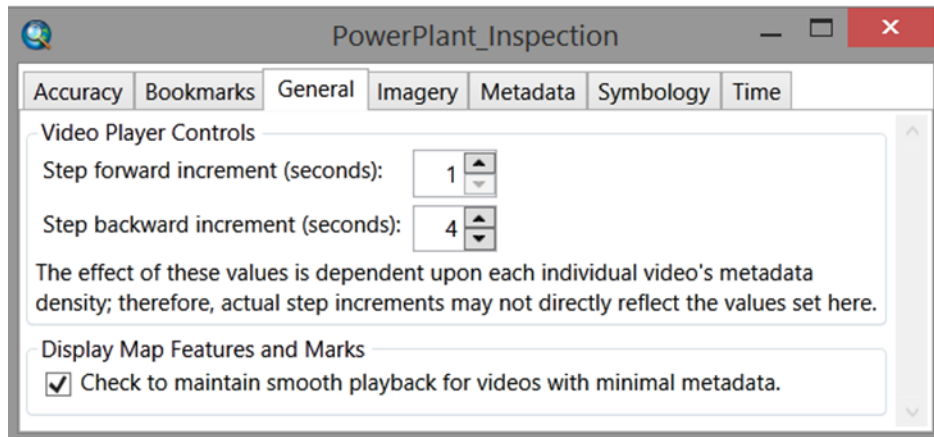 PowerPlant_Inspection
Accuracy Bookmarks General Imagery Metadata Symbology Time
Video Player Controls
Step forward increment (seconds): 1
Step backward increment (seconds): 4
The effect of these values is dependent upon each individual video's metadata
density; therefore, actual step increments may not directly reflect the values set here.
Display Map Features and Marks
Check to maintain smooth playback for videos with minimal metadata.